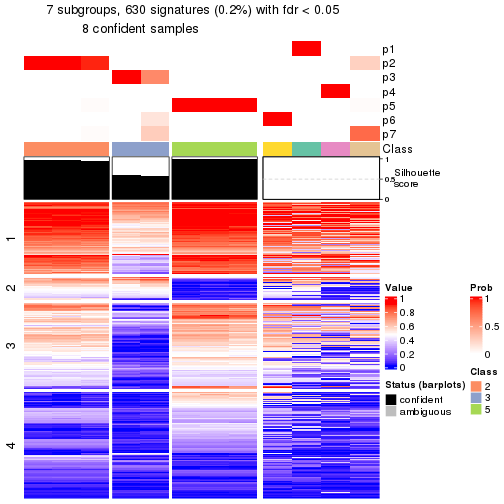 7 subgroups, 630 signatures (0.2%) with fdr < 0.05
8 confident samples
p1
p2
p3
p4
p5
p6
p7
Class
1
0.5
0
Silhouette
score
1
2
3
4
Value
1
0.8
0.6
0.4
0.2
0
Prob
1
0.5
0
Status (barplots)
confident
ambiguous
Class
2
3
5